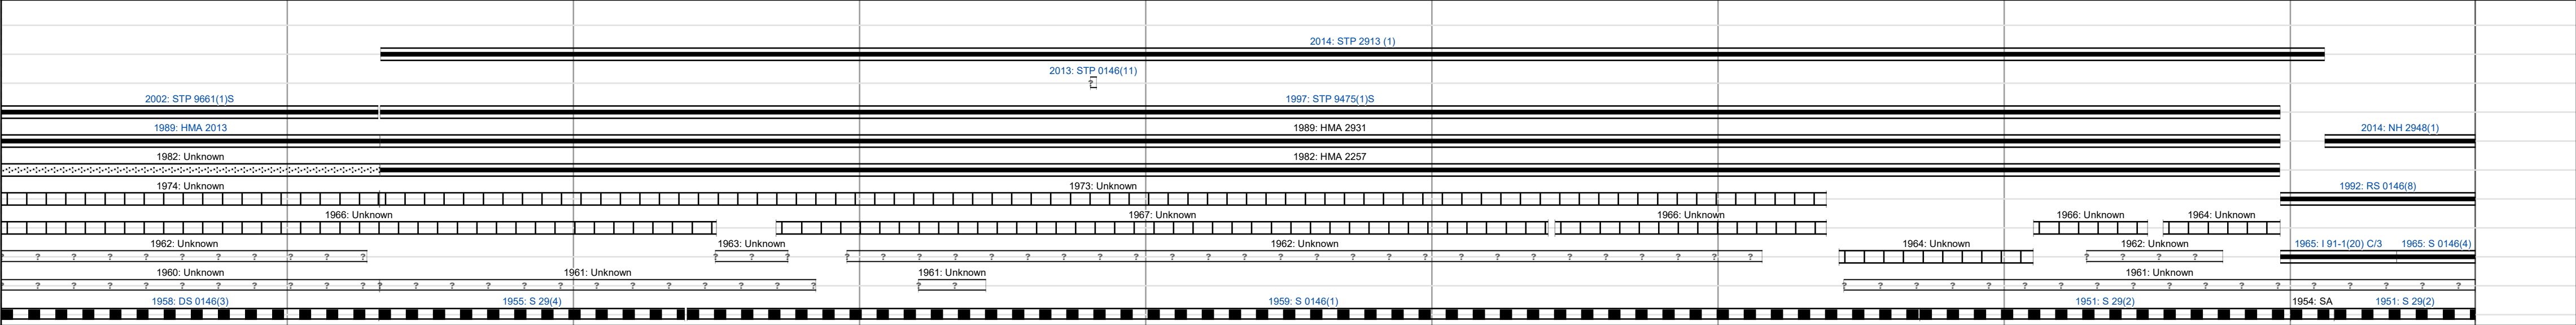 2014: STP 2913 (1)
2013: STP 0146(11)
2002: STP 9661(1)S 1997: STP 9475(1)S
1989: HMA 2013 1989: HMA 2931 2014: NH 2948(1)
1982: Unknown 1982: HMA 2257
1974: Unknown 1973: Unknown 1992: RS 0146(8)
1966: Unknown 1967: Unknown 1966: Unknown 1966: Unknown 1964: Unknown
1962: Unknown 1963: Unknown 1962: Unknown 1964: Unknown 1962: Unknown 1965: I 91-1(20) C/3 1965: S 0146(4)
1960: Unknown 1961: Unknown 1961: Unknown 1961: Unknown
1958: DS 0146(3) 1955: S 29(4) 1959: S 0146(1) 1951: S 29(2) 1954: SA 1951: S 29(2)